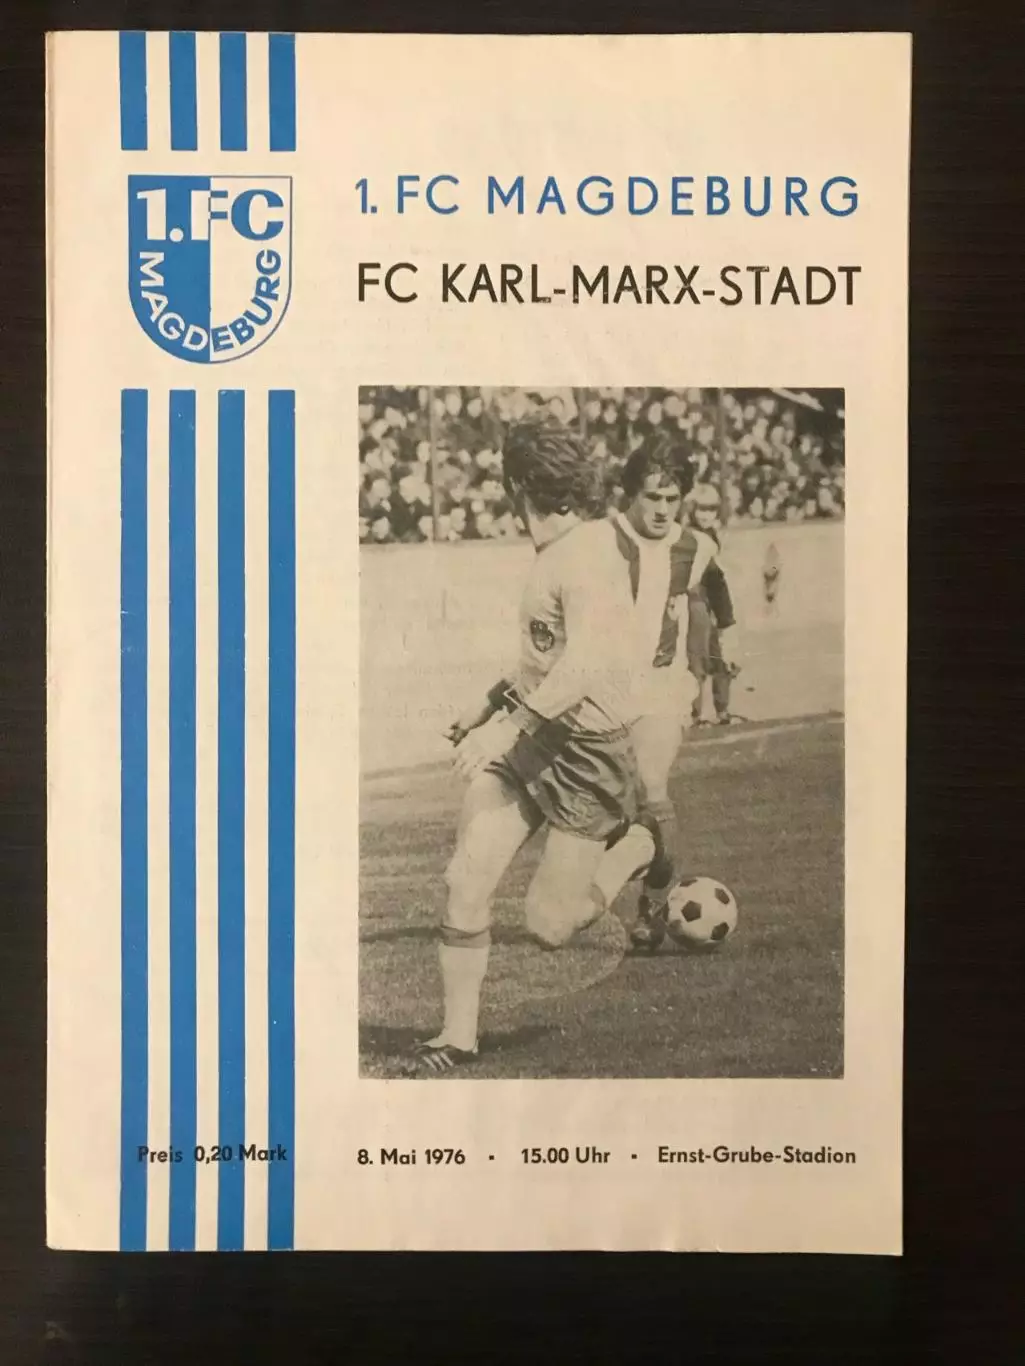 1. FC MAGDEBURG
FC KARL-MARX-STADT
1.FC
MAGDEBURG
Preis 0,20 Mark
8. Mai 1976 • 15.00 Uhr • Ernst-Grube-Stadion